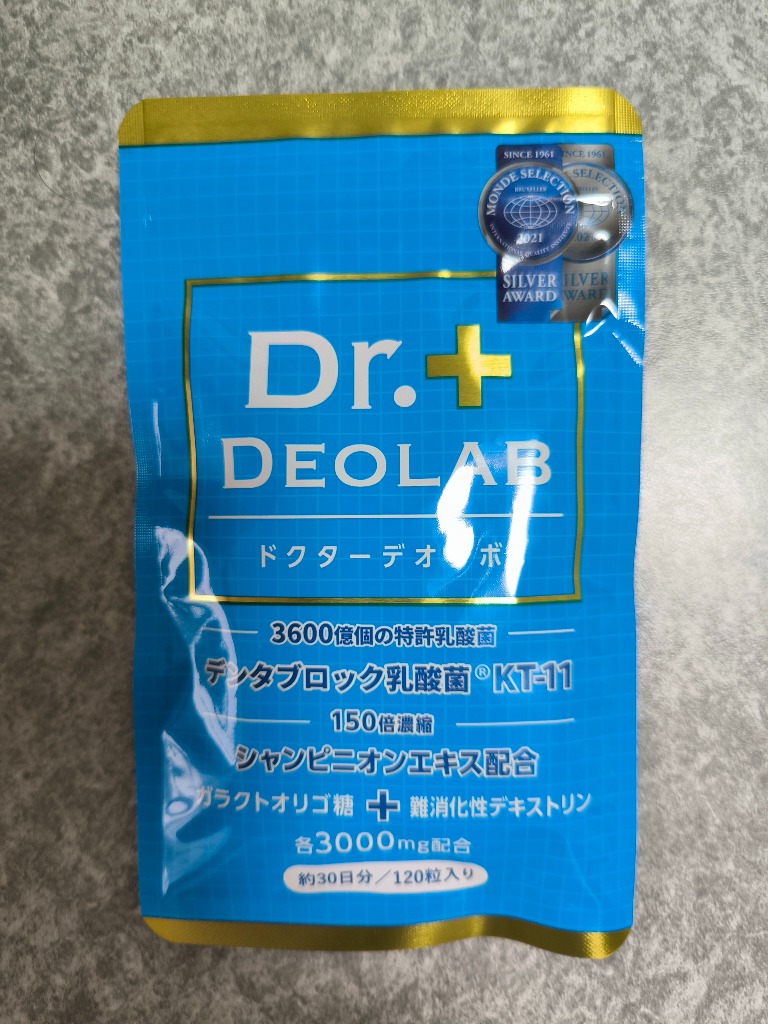 SINCE 1961
MONDE SELECTION
BRUXELLES
2021
INTERNATIONAL QUALITY INSTITUTE
SILVER
AWARD
Dr.+
DEOLAB
ドクターデオ ボ
3600億個の特許乳酸菌
デンタブロック乳酸菌®KT-11
150倍濃縮
シャンピニオンエキス配合
ガラクトオリゴ糖 + 難消化性デキストリン
各3000mg配合
約30日分/120粒入り